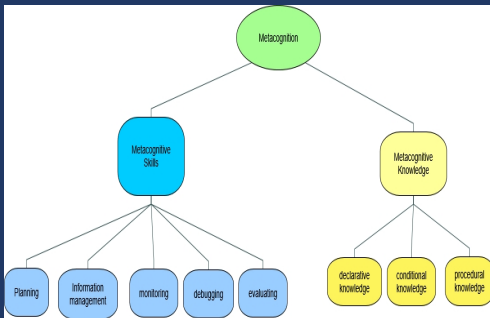 Metacognition
Metacognitive
Skills
Metacognitive
Knowledge
Planning
Information
management
monitoring
debugging
evaluating
declarative
knowledge
conditional
knowledge
procedural
knowledge